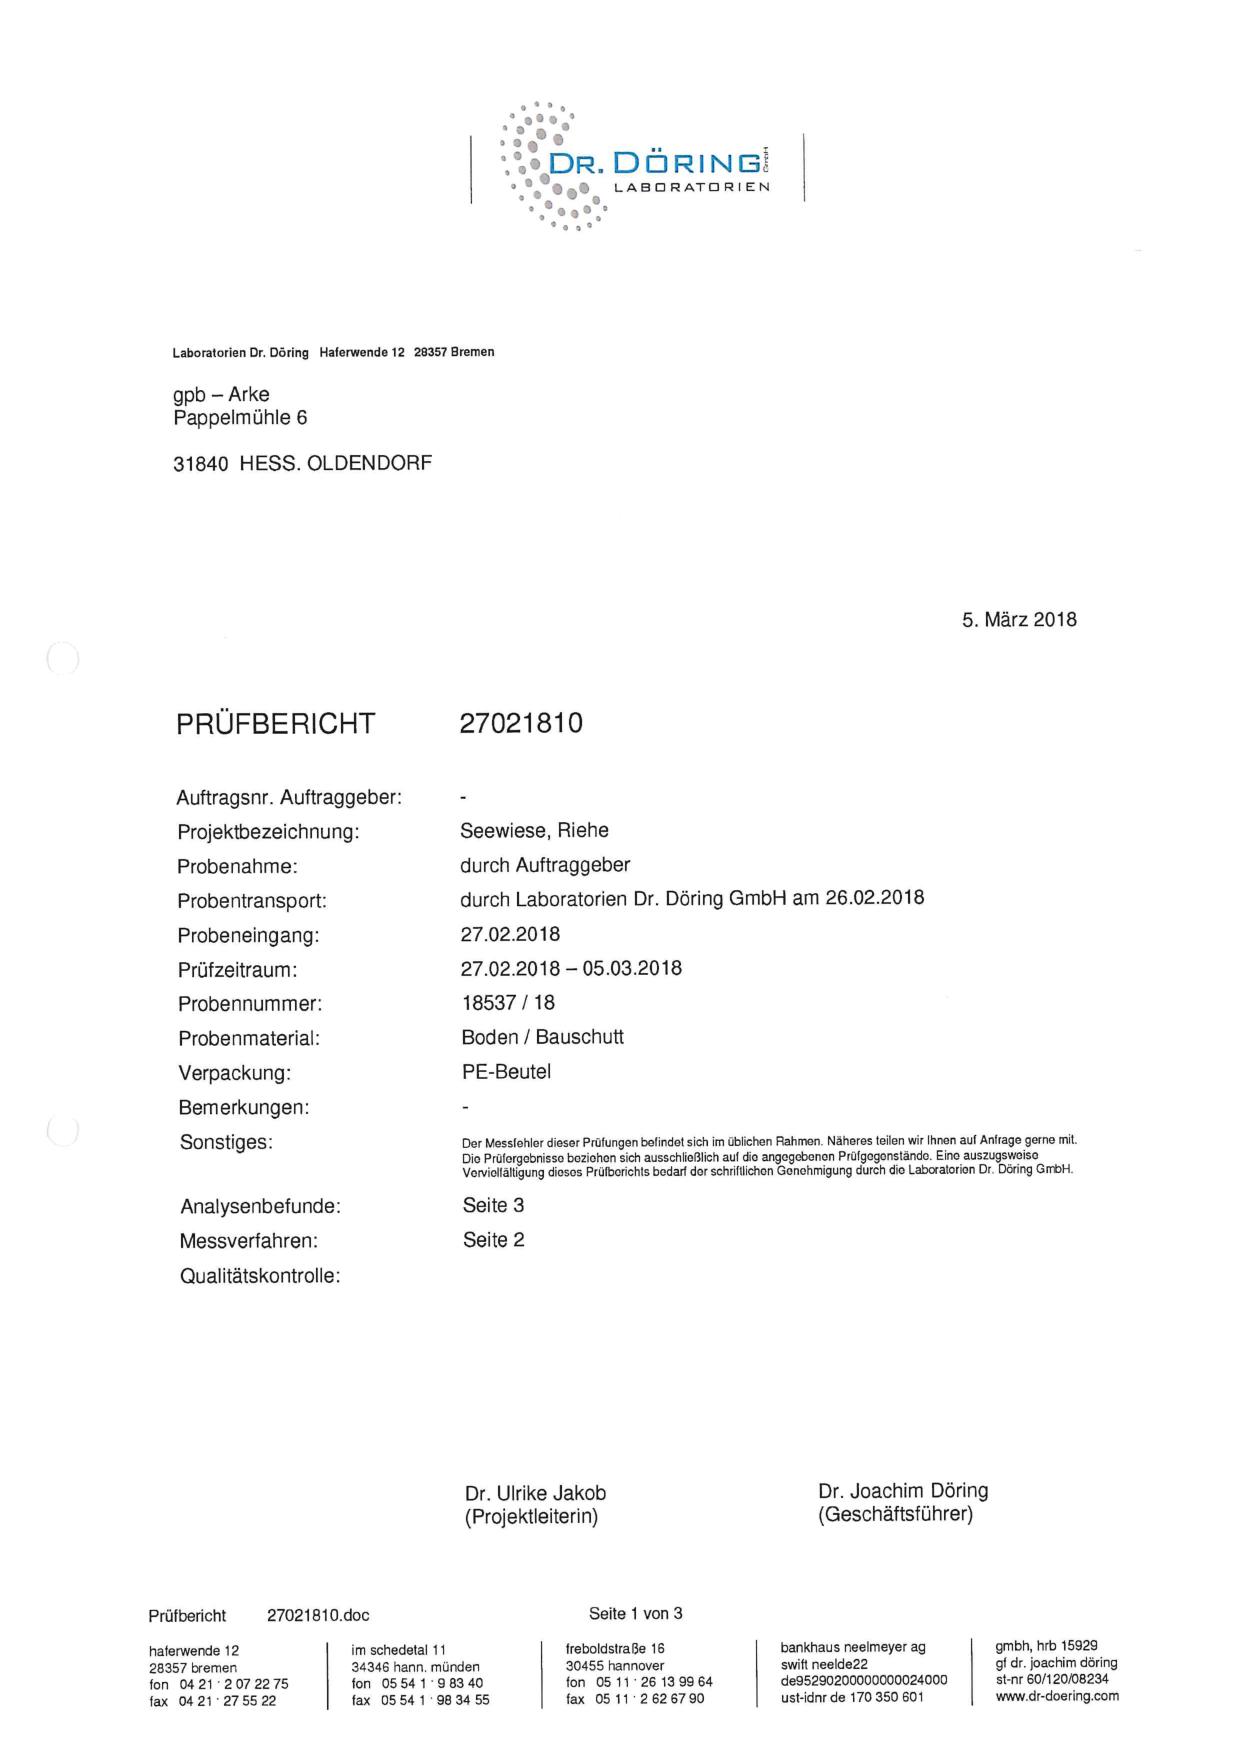 DR. DÖRING GmbH
LABORATORIEN
Laboratorien Dr. Döring Haferwende 12 28357 Bremen
gpb – Arke
Pappelmühle 6
31840 HESS. OLDENDORF
5. März 2018
PRÜFBERICHT 27021810
Auftragsnr. Auftraggeber: -
Projektbezeichnung: Seewiese, Riehe
Probenahme: durch Auftraggeber
Probentransport: durch Laboratorien Dr. Döring GmbH am 26.02.2018
Probeneingang: 27.02.2018
Prüfzeitraum: 27.02.2018 – 05.03.2018
Probennummer: 18537 / 18
Probenmaterial: Boden / Bauschutt
Verpackung: PE-Beutel
Bemerkungen: -
Sonstiges: Der Messfehler dieser Prüfungen befindet sich im üblichen Rahmen. Näheres teilen wir Ihnen auf Anfrage gerne mit.
Die Prüfergebnisse beziehen sich ausschließlich auf die angegebenen Prüfgegenstände. Eine auszugsweise
Vervielfältigung dieses Prüfberichts bedarf der schriftlichen Genehmigung durch die Laboratorien Dr. Döring GmbH.
Analysenbefunde: Seite 3
Messverfahren: Seite 2
Qualitätskontrolle:
Dr. Ulrike Jakob Dr. Joachim Döring
(Projektleiterin) (Geschäftsführer)
Prüfbericht 27021810.doc Seite 1 von 3
haferwende 12
28357 bremen
fon 04 21 · 2 07 22 75
fax 04 21 · 27 55 22
im schedetal 11
34346 hann. münden
fon 05 54 1 · 9 83 40
fax 05 54 1 · 98 34 55
freboldstraße 16
30455 hannover
fon 05 11 · 26 13 99 64
fax 05 11 · 2 62 67 90
bankhaus neelmeyer ag
swift neelde22
de95290200000000024000
ust-idnr de 170 350 601
gmbh, hrb 15929
gf dr. joachim döring
st-nr 60/120/08234
www.dr-doering.com